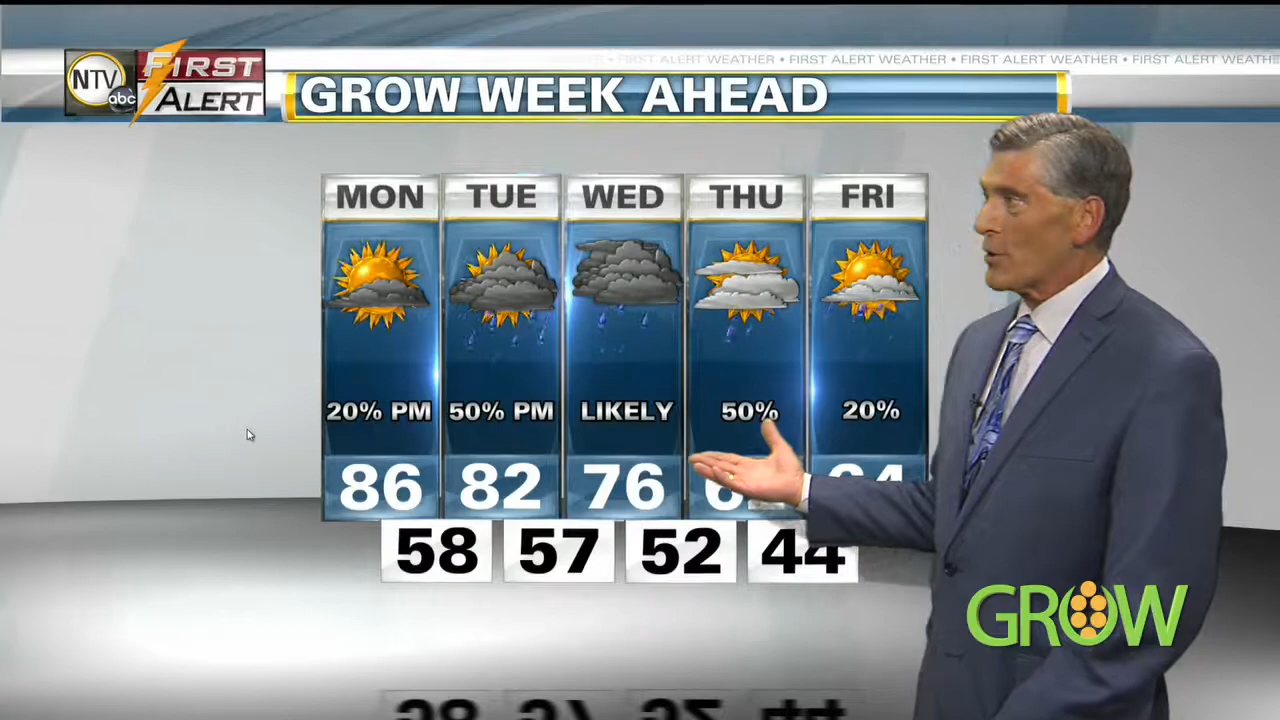 • FIRST ALERT WEATHER • FIRST ALERT WEATHER • FIRST ALERT WEATHER • FIRST ALERT WEATHE
NTV
abc
FIRST
ALERT
GROW WEEK AHEAD
MON TUE WED THU FRI
20% PM 50% PM LIKELY 50% 20%
86 82 76
58 57 52 44
GROW